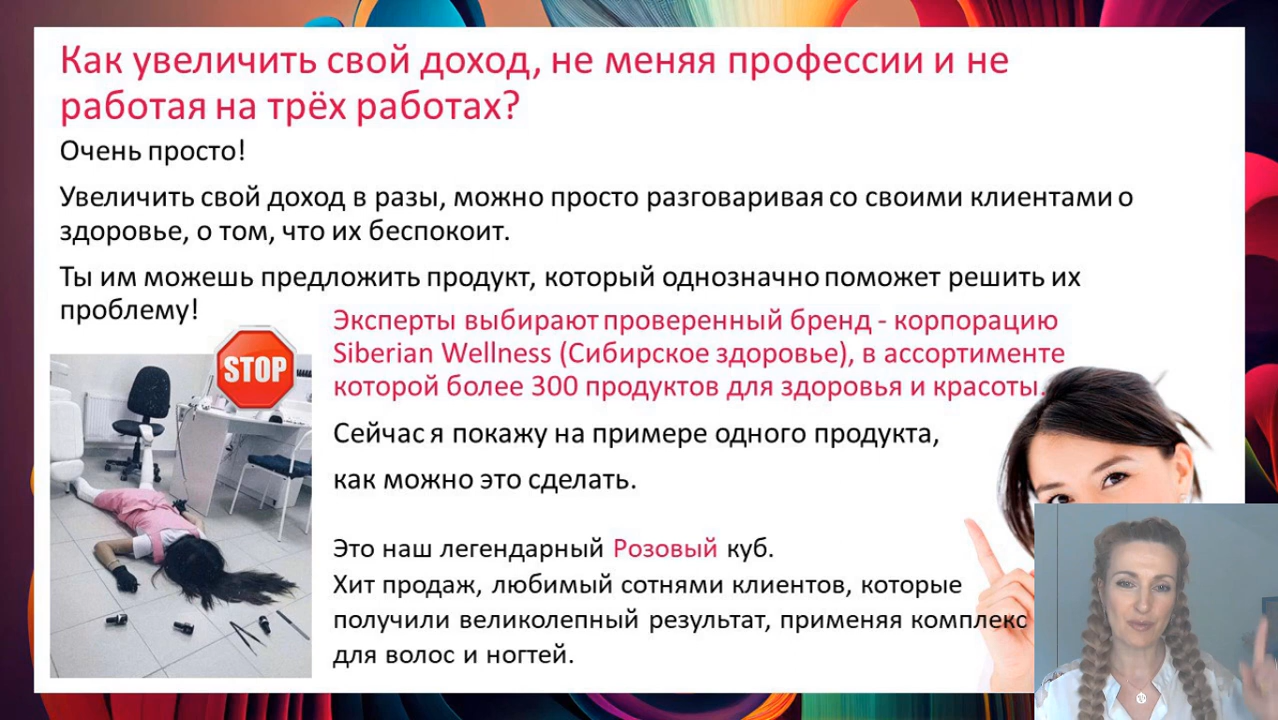 Как увеличить свой доход, не меняя профессии и не
работая на трёх работах?
Очень просто!
Увеличить свой доход в разы, можно просто разговаривая со своими клиентами о
здоровье, о том, что их беспокоит.
Ты им можешь предложить продукт, который однозначно поможет решить их
проблему!
STOP
Эксперты выбирают проверенный бренд - корпорацию
Siberian Wellness (Сибирское здоровье), в ассортименте
которой более 300 продуктов для здоровья и красоты.
Сейчас я покажу на примере одного продукта,
как можно это сделать.
Это наш легендарный Розовый куб.
Хит продаж, любимый сотнями клиентов, которые
получили великолепный результат, применяя комплекс
для волос и ногтей.